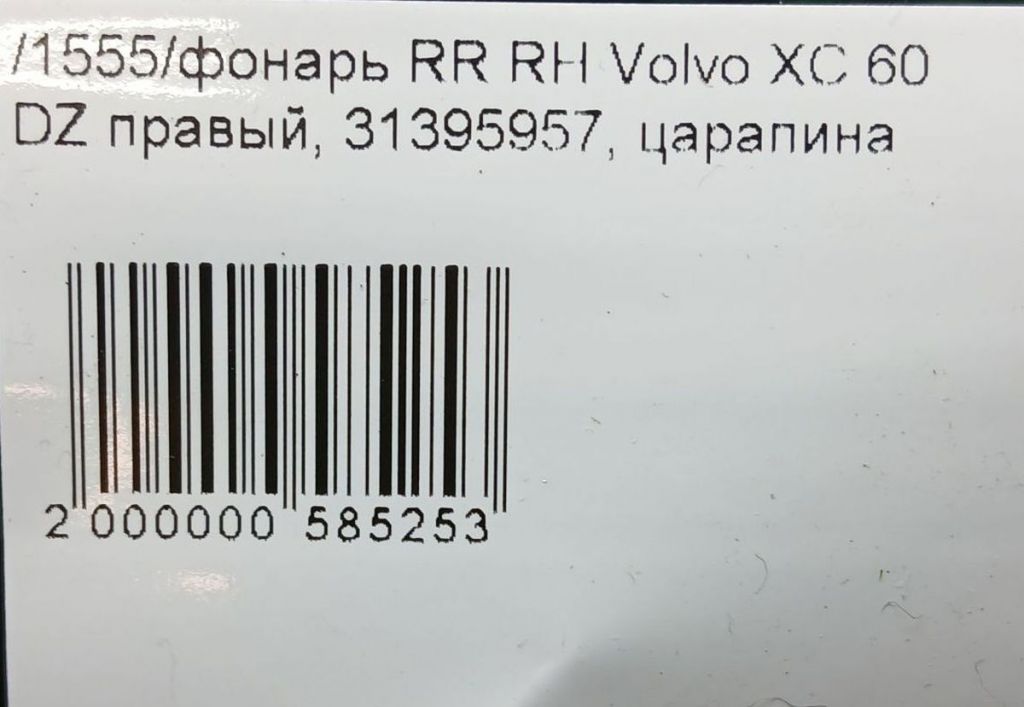 /1555/фонарь RR RH Volvo XC 60
DZ правый, 31395957, царапина
2 000000 585253